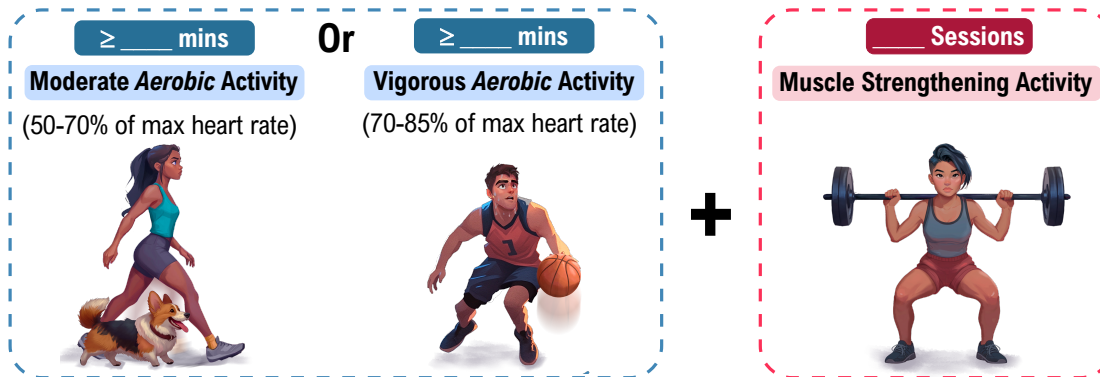 ≥ ____ mins
Or
≥ ____ mins
Moderate Aerobic Activity
(50-70% of max heart rate)
Vigorous Aerobic Activity
(70-85% of max heart rate)
+
____ Sessions
Muscle Strengthening Activity
1